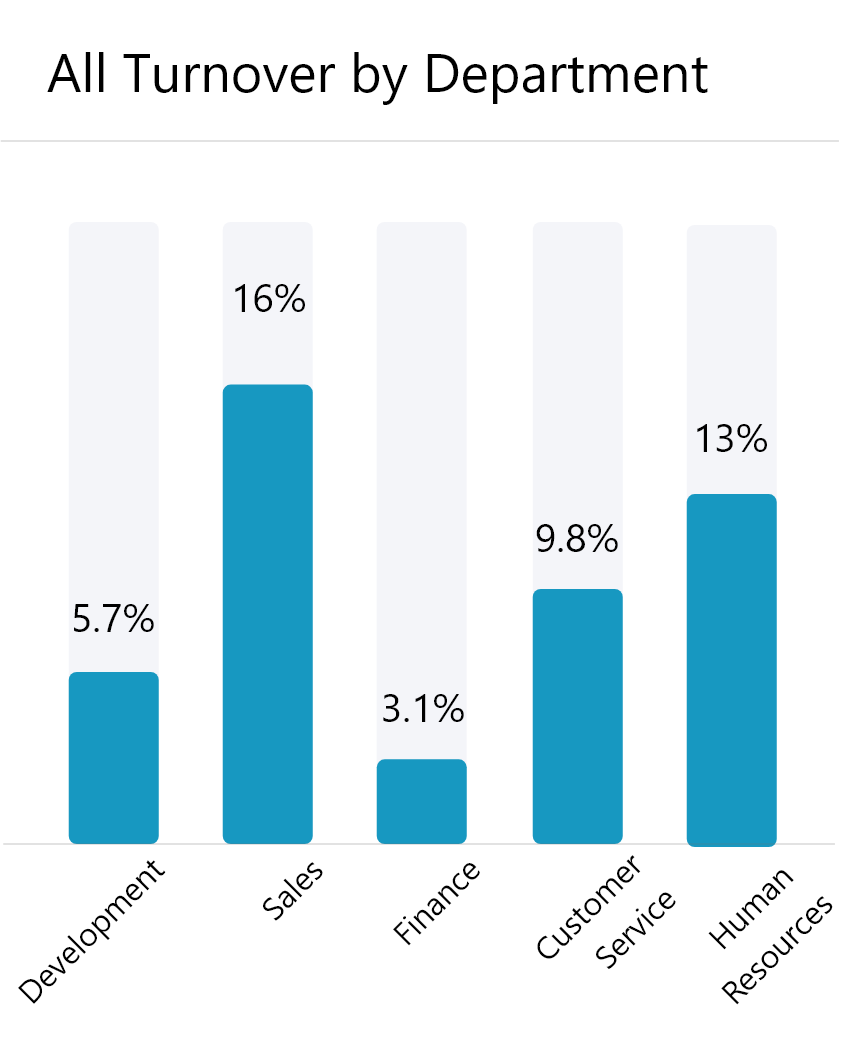 All Turnover by Department
16%
13%
9.8%
5.7%
3.1%
Development
Sales
Finance
Customer
Service
Human
Resources